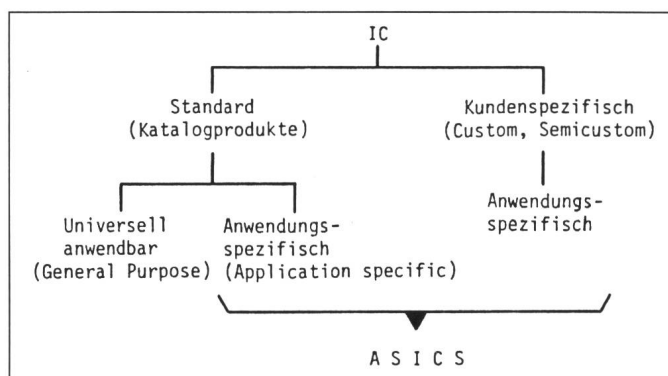 IC
Standard
(Katalogprodukte)
Kundenspezifisch
(Custom, Semicustom)
Universell
anwendbar
(General Purpose)
Anwendungs-
spezifisch
(Application specific)
Anwendungs-
spezifisch
A S I C S